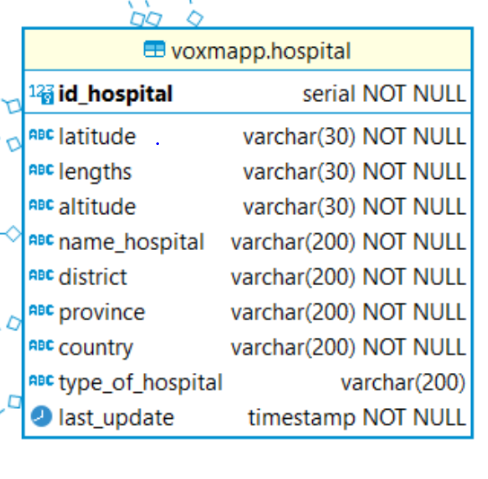 voxmapp.hospital
123 id_hospital serial NOT NULL
ABC latitude varchar(30) NOT NULL
ABC lengths varchar(30) NOT NULL
ABC altitude varchar(30) NOT NULL
ABC name_hospital varchar(200) NOT NULL
ABC district varchar(200) NOT NULL
ABC province varchar(200) NOT NULL
ABC country varchar(200) NOT NULL
ABC type_of_hospital varchar(200)
last_update timestamp NOT NULL